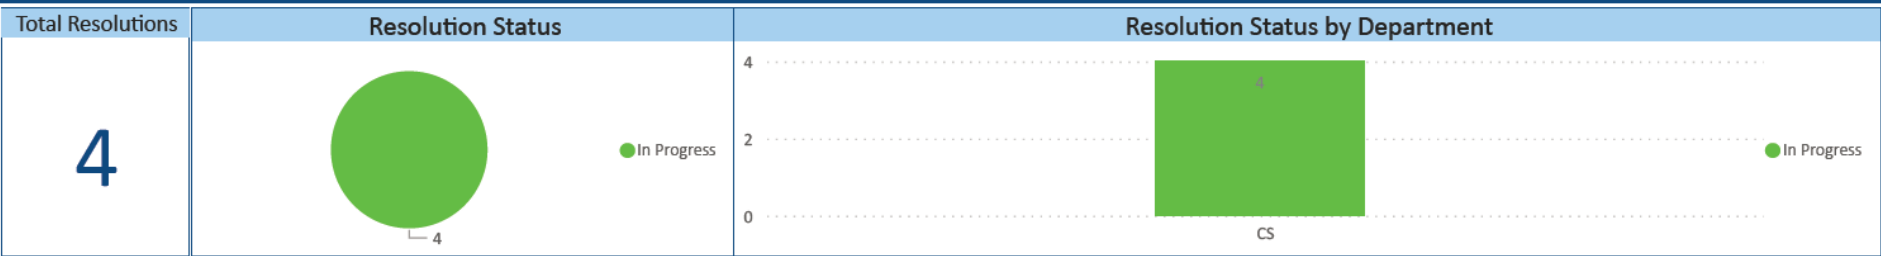 Total Resolutions
4
Resolution Status
4
In Progress
Resolution Status by Department
4
2
0
4
CS
In Progress